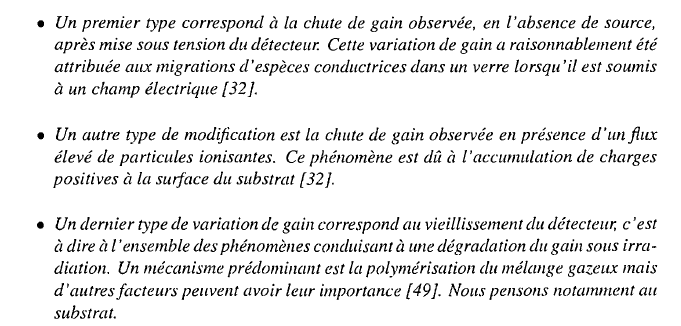 • Un premier type correspond à la chute de gain observée, en l'absence de source,
après mise sous tension du détecteur. Cette variation de gain a raisonnablement été
attribuée aux migrations d'espèces conductrices dans un verre lorsqu'il est soumis
à un champ électrique [32].
• Un autre type de modification est la chute de gain observée en présence d'un flux
élevé de particules ionisantes. Ce phénomène est dû à l'accumulation de charges
positives à la surface du substrat [32].
• Un dernier type de variation de gain correspond au vieillissement du détecteur, c'est
à dire à l'ensemble des phénomènes conduisant à une dégradation du gain sous irra-
diation. Un mécanisme prédominant est la polymérisation du mélange gazeux mais
d'autres facteurs peuvent avoir leur importance [49]. Nous pensons notamment au
substrat.